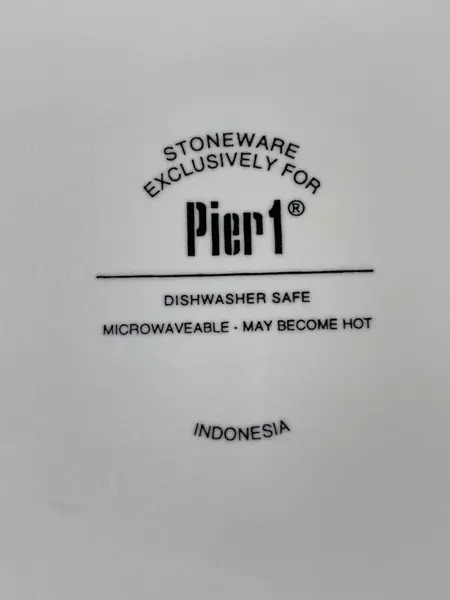 STONEWARE
EXCLUSIVELY FOR
Pier1®
DISHWASHER SAFE
MICROWAVEABLE - MAY BECOME HOT
INDONESIA